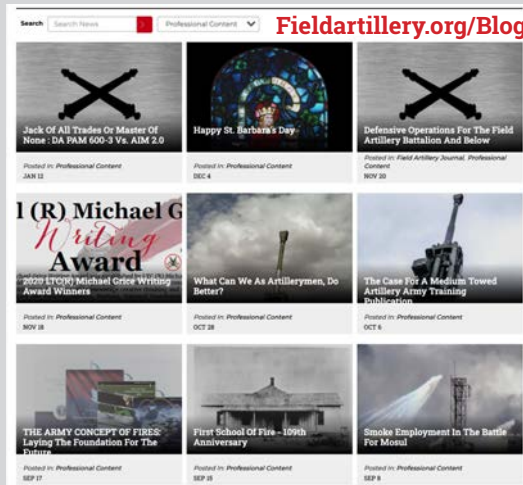 Search Search News Professional Content Fieldartillery.org/Blog
Jack Of All Trades Or Master Of
None : DA PAM 600-3 Vs. AIM 2.0
Posted In: Professional Content
JAN 12
Happy St. Barbara's Day
Posted In: Professional Content
DEC 4
Defensive Operations For The Field
Artillery Battalion And Below
Posted In: Field Artillery Journal, Professional
Content
NOV 20
l (R) Michael G
Writing
Award
2020 LTC(R) Michael Grice Writing
Award Winners
Posted In: Professional Content
NOV 18
What Can We As Artillerymen, Do
Better?
Posted In: Professional Content
OCT 28
The Case For A Medium Towed
Artillery Army Training
Publication
Posted In: Professional Content
OCT 6
THE ARMY CONCEPT OF FIRES:
Laying The Foundation For The
Future
Posted In: Professional Content
SEP 17
First School Of Fire - 109th
Anniversary
Posted In: Professional Content
SEP 15
Smoke Employment In The Battle
For Mosul
Posted In: Professional Content
SEP 8